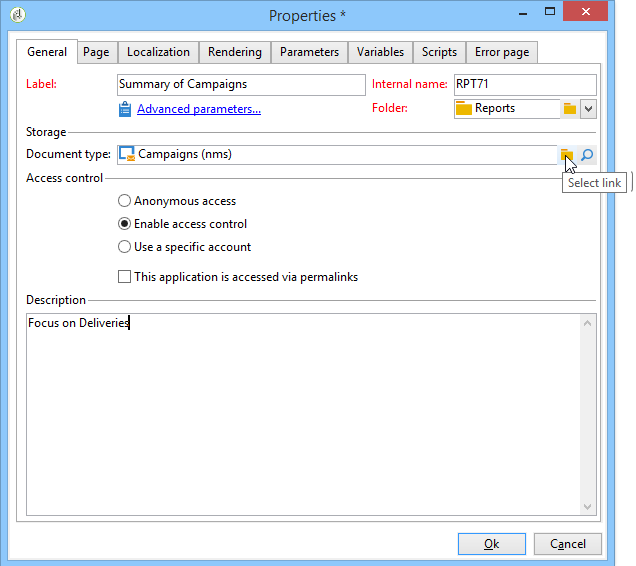 Properties *
General Page Localization Rendering Parameters Variables Scripts Error page
Label: Summary of Campaigns Internal name: RPT71
Advanced parameters... Folder: Reports
Storage
Document type: Campaigns (nms)
Select link
Access control
Anonymous access
Enable access control
Use a specific account
This application is accessed via permalinks
Description
Focus on Deliveries
Ok Cancel